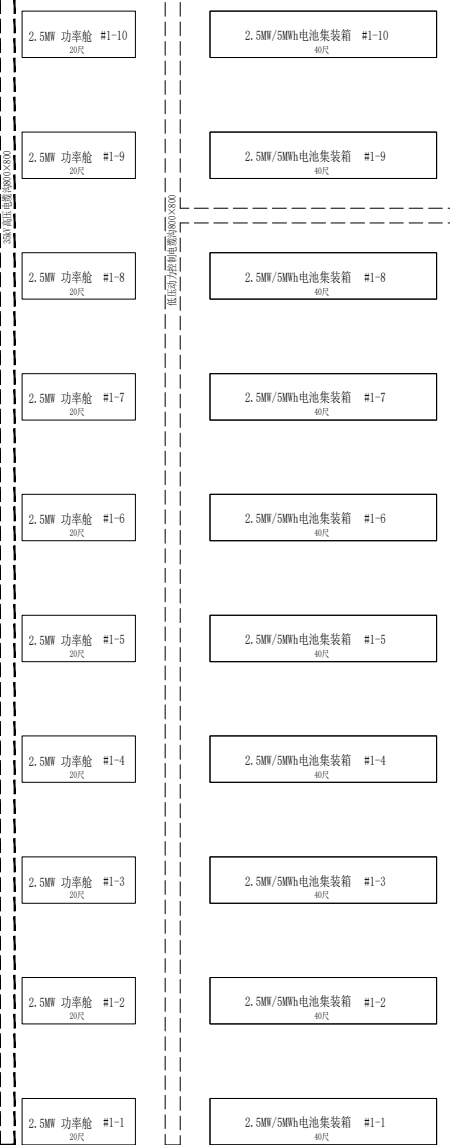 2.5MW 功率舱 #1-10
20尺
2.5MW/5MWh电池集装箱 #1-10
40尺
2.5MW 功率舱 #1-9
20尺
2.5MW/5MWh电池集装箱 #1-9
40尺
35kV高压电缆沟800×800
低压动力控制电缆沟800×800
2.5MW 功率舱 #1-8
20尺
2.5MW/5MWh电池集装箱 #1-8
40尺
2.5MW 功率舱 #1-7
20尺
2.5MW/5MWh电池集装箱 #1-7
40尺
2.5MW 功率舱 #1-6
20尺
2.5MW/5MWh电池集装箱 #1-6
40尺
2.5MW 功率舱 #1-5
20尺
2.5MW/5MWh电池集装箱 #1-5
40尺
2.5MW 功率舱 #1-4
20尺
2.5MW/5MWh电池集装箱 #1-4
40尺
2.5MW 功率舱 #1-3
20尺
2.5MW/5MWh电池集装箱 #1-3
40尺
2.5MW 功率舱 #1-2
20尺
2.5MW/5MWh电池集装箱 #1-2
40尺
2.5MW 功率舱 #1-1
20尺
2.5MW/5MWh电池集装箱 #1-1
40尺